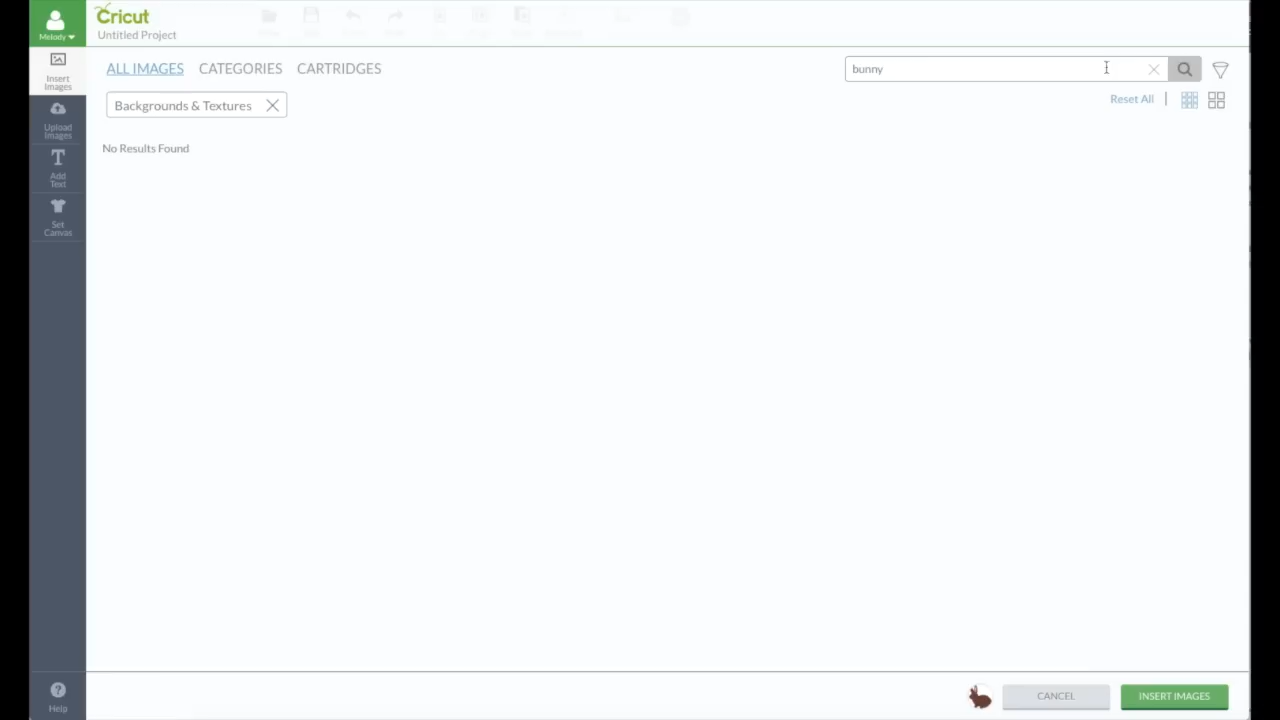 Cricut
Melody
Untitled Project
Insert
Images
Upload
Images
Add
Text
Set
Canvas
Help
ALL IMAGES CATEGORIES CARTRIDGES
bunny
Backgrounds & Textures
Reset All
No Results Found
CANCEL
INSERT IMAGES